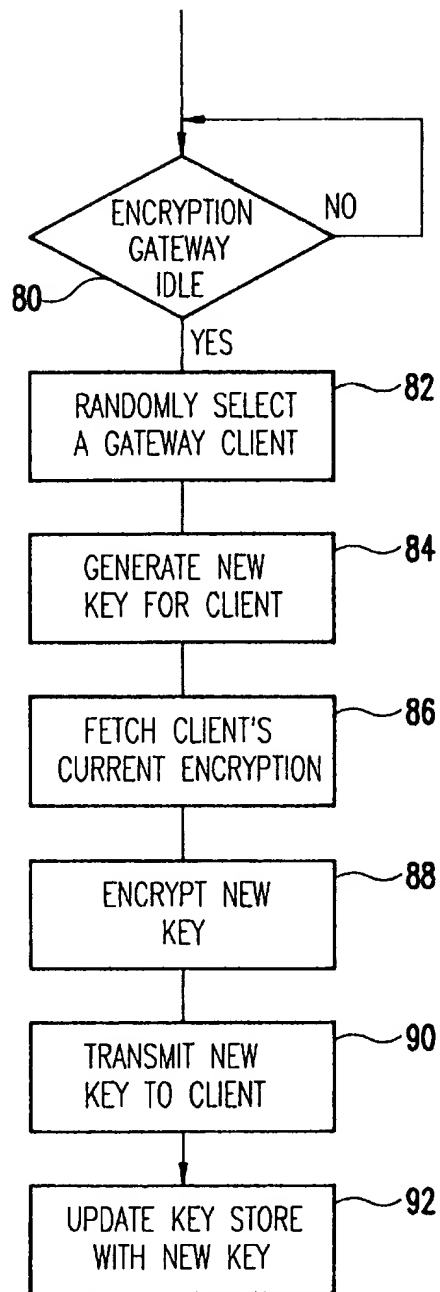 ENCRYPTION
GATEWAY
IDLE
NO
80
YES
RANDOMLY SELECT
A GATEWAY CLIENT
82
GENERATE NEW
KEY FOR CLIENT
84
FETCH CLIENT'S
CURRENT ENCRYPTION
86
ENCRYPT NEW
KEY
88
TRANSMIT NEW
KEY TO CLIENT
90
UPDATE KEY STORE
WITH NEW KEY
92